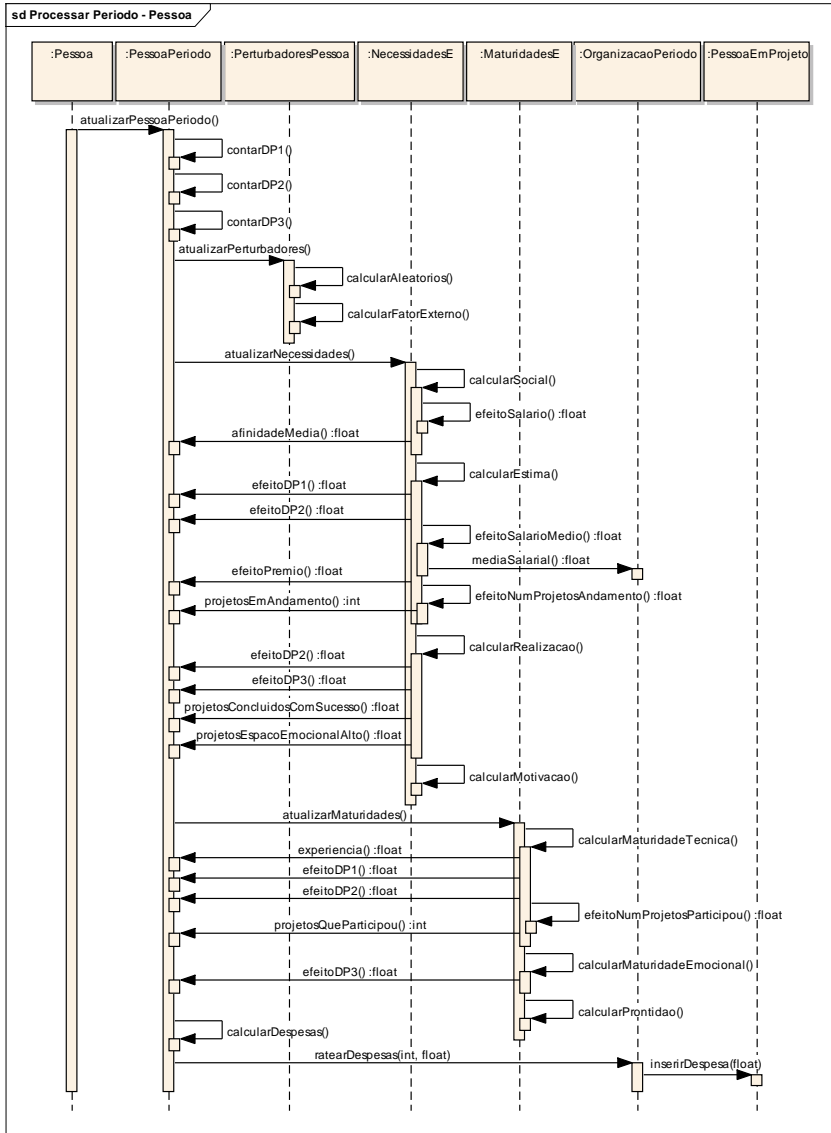 sd Processar Periodo - Pessoa
:Pessoa
:PessoaPeriodo
:PerturbadoresPessoa
:NecessidadesE
:MaturidadesE
:OrganizacaoPeriodo
:PessoaEmProjeto
atualizarPessoaPeriodo()
contarDP1()
contarDP2()
contarDP3()
atualizarPerturbadores()
calcularAleatorios()
calcularFatorExterno()
atualizarNecessidades()
calcularSocial()
efeitoSalario() :float
afinidadeMedia() :float
calcularEstima()
efeitoDP1() :float
efeitoDP2() :float
efeitoSalarioMedio() :float
mediaSalarial() :float
efeitoPremio() :float
efeitoNumProjetosAndamento() :float
projetosEmAndamento() :int
calcularRealizacao()
efeitoDP2() :float
efeitoDP3() :float
projetosConcluidosComSucesso() :float
projetosEspacoEmocionalAlto() :float
calcularMotivacao()
atualizarMaturidades()
calcularMaturidadeTecnica()
experiencia() :float
efeitoDP1() :float
efeitoDP2() :float
efeitoNumProjetosParticipou() :float
projetosQueParticipou() :int
calcularMaturidadeEmocional()
efeitoDP3() :float
calcularProntidao()
calcularDespesas()
ratearDespesas(int, float)
inserirDespesa(float)